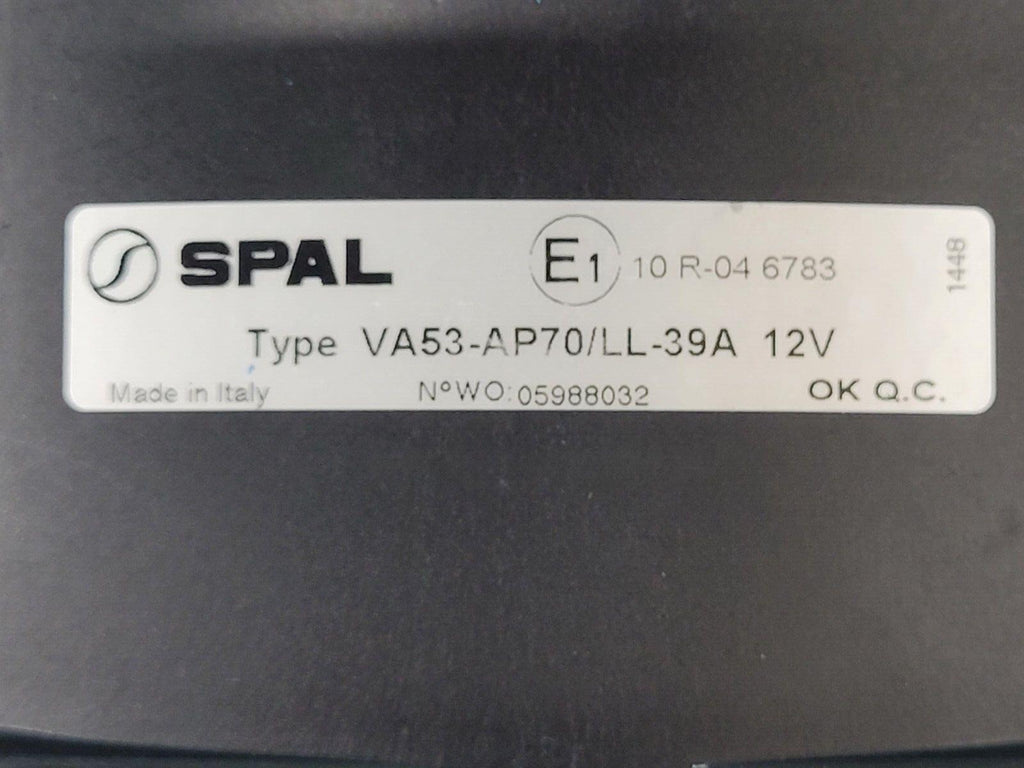 SPAL E1 10 R-04 6783
1448
Type VA53-AP70/LL-39A 12V
Made in Italy N°WO:05988032 OK Q.C.